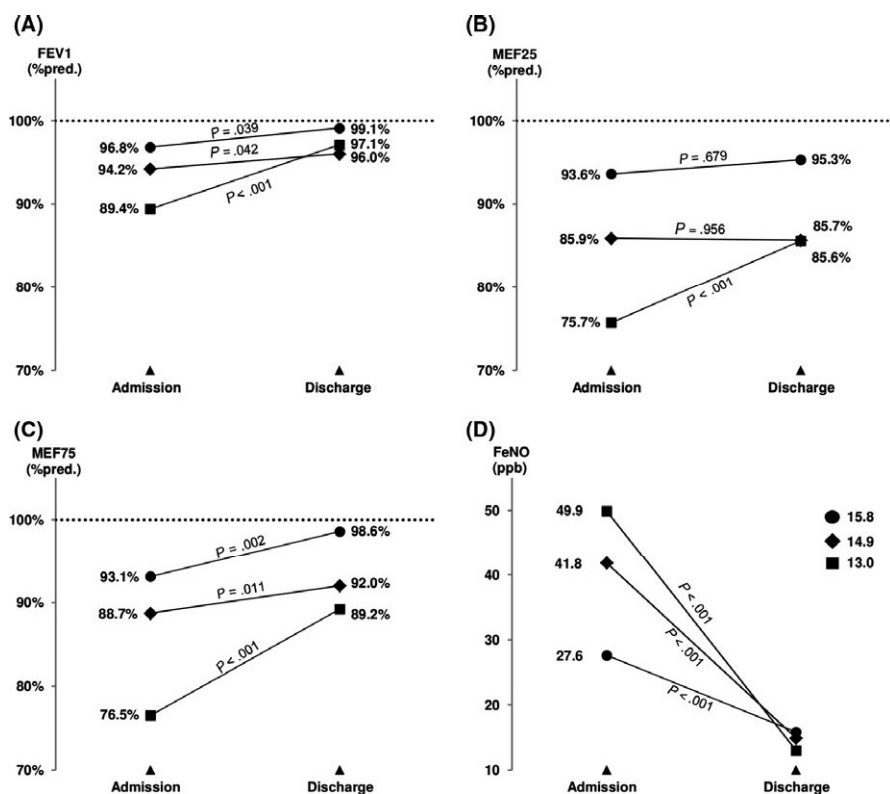 (A)
FEV1
(%pred.)
100%
90%
80%
70%
96.8%
94.2%
89.4%
P = .039
P = .042
P < .001
99.1%
97.1%
96.0%
Admission
Discharge
(B)
MEF25
(%pred.)
100%
90%
80%
70%
93.6%
85.9%
75.7%
P = .679
P = .956
P < .001
95.3%
85.7%
85.6%
Admission
Discharge
(C)
MEF75
(%pred.)
100%
90%
80%
70%
93.1%
88.7%
76.5%
P = .002
P = .011
P < .001
98.6%
92.0%
89.2%
Admission
Discharge
(D)
FeNO
(ppb)
50
40
30
20
10
49.9
41.8
27.6
P < .001
P < .001
P < .001
15.8
14.9
13.0
Admission
Discharge